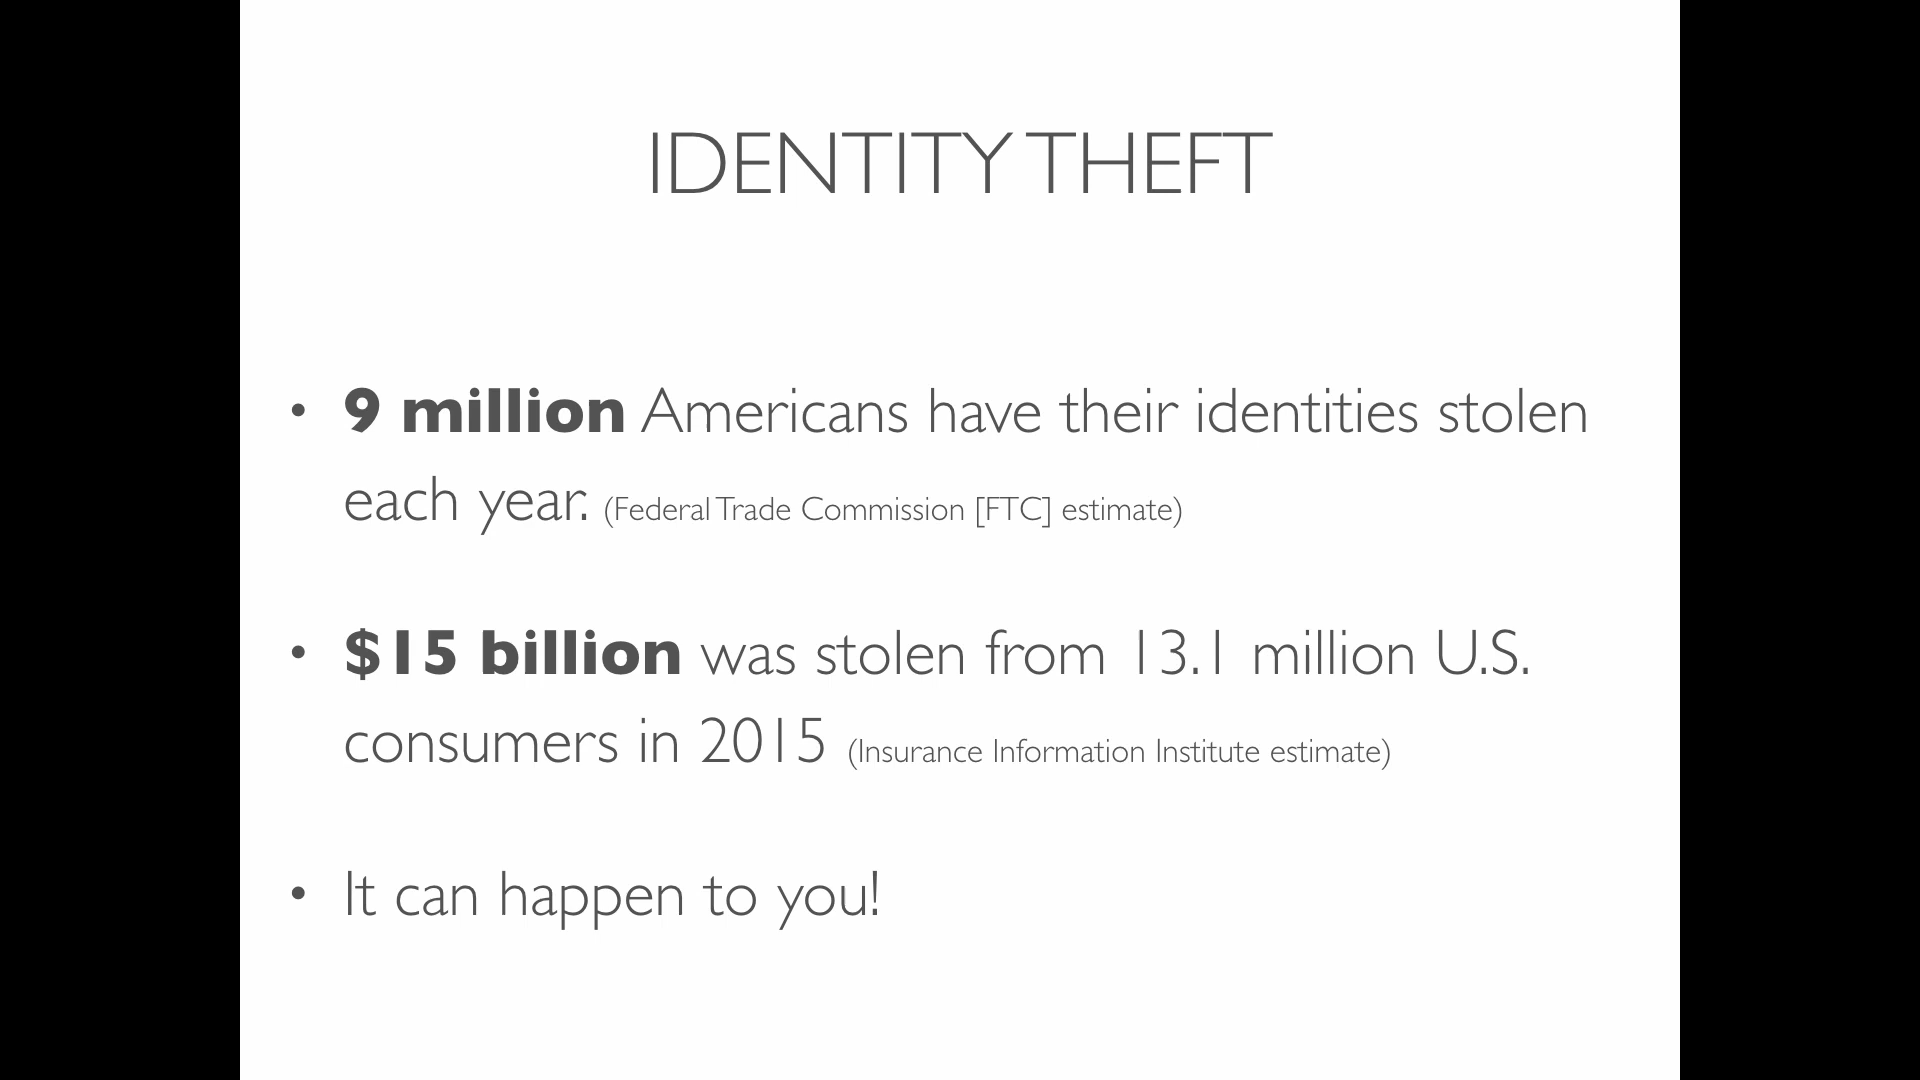 IDENTITY THEFT
• 9 million Americans have their identities stolen
each year. (Federal Trade Commission [FTC] estimate)
• $15 billion was stolen from 13.1 million U.S.
consumers in 2015 (Insurance Information Institute estimate)
• It can happen to you!